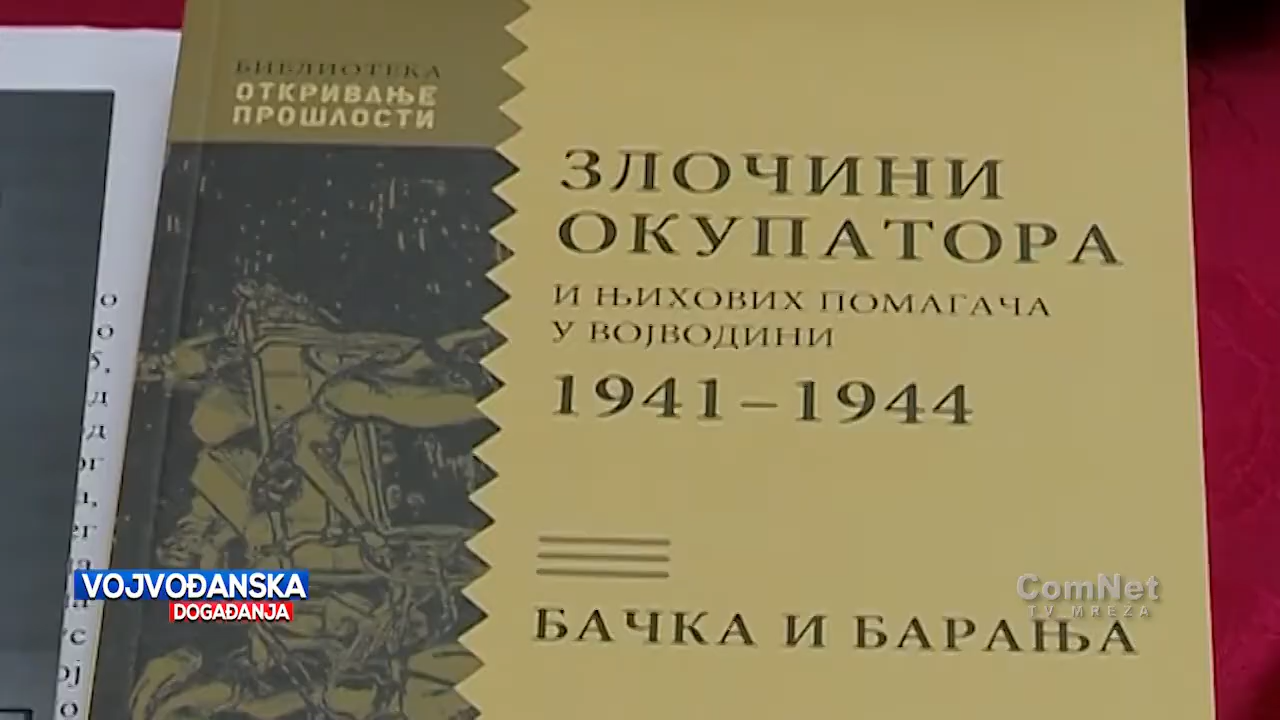 БИБЛИОТЕКА
ОТКРИВАЊЕ
ПРОШЛОСТИ
ЗЛОЧИНИ
ОКУПАТОРА
И ЊИХОВИХ ПОМАГАЧА
У ВОЈВОДИНИ
1941–1944
БАЧКА И БАРАЊА
VOJVOĐANSKA
DOGAĐANJA
ComNet
TV MREZA